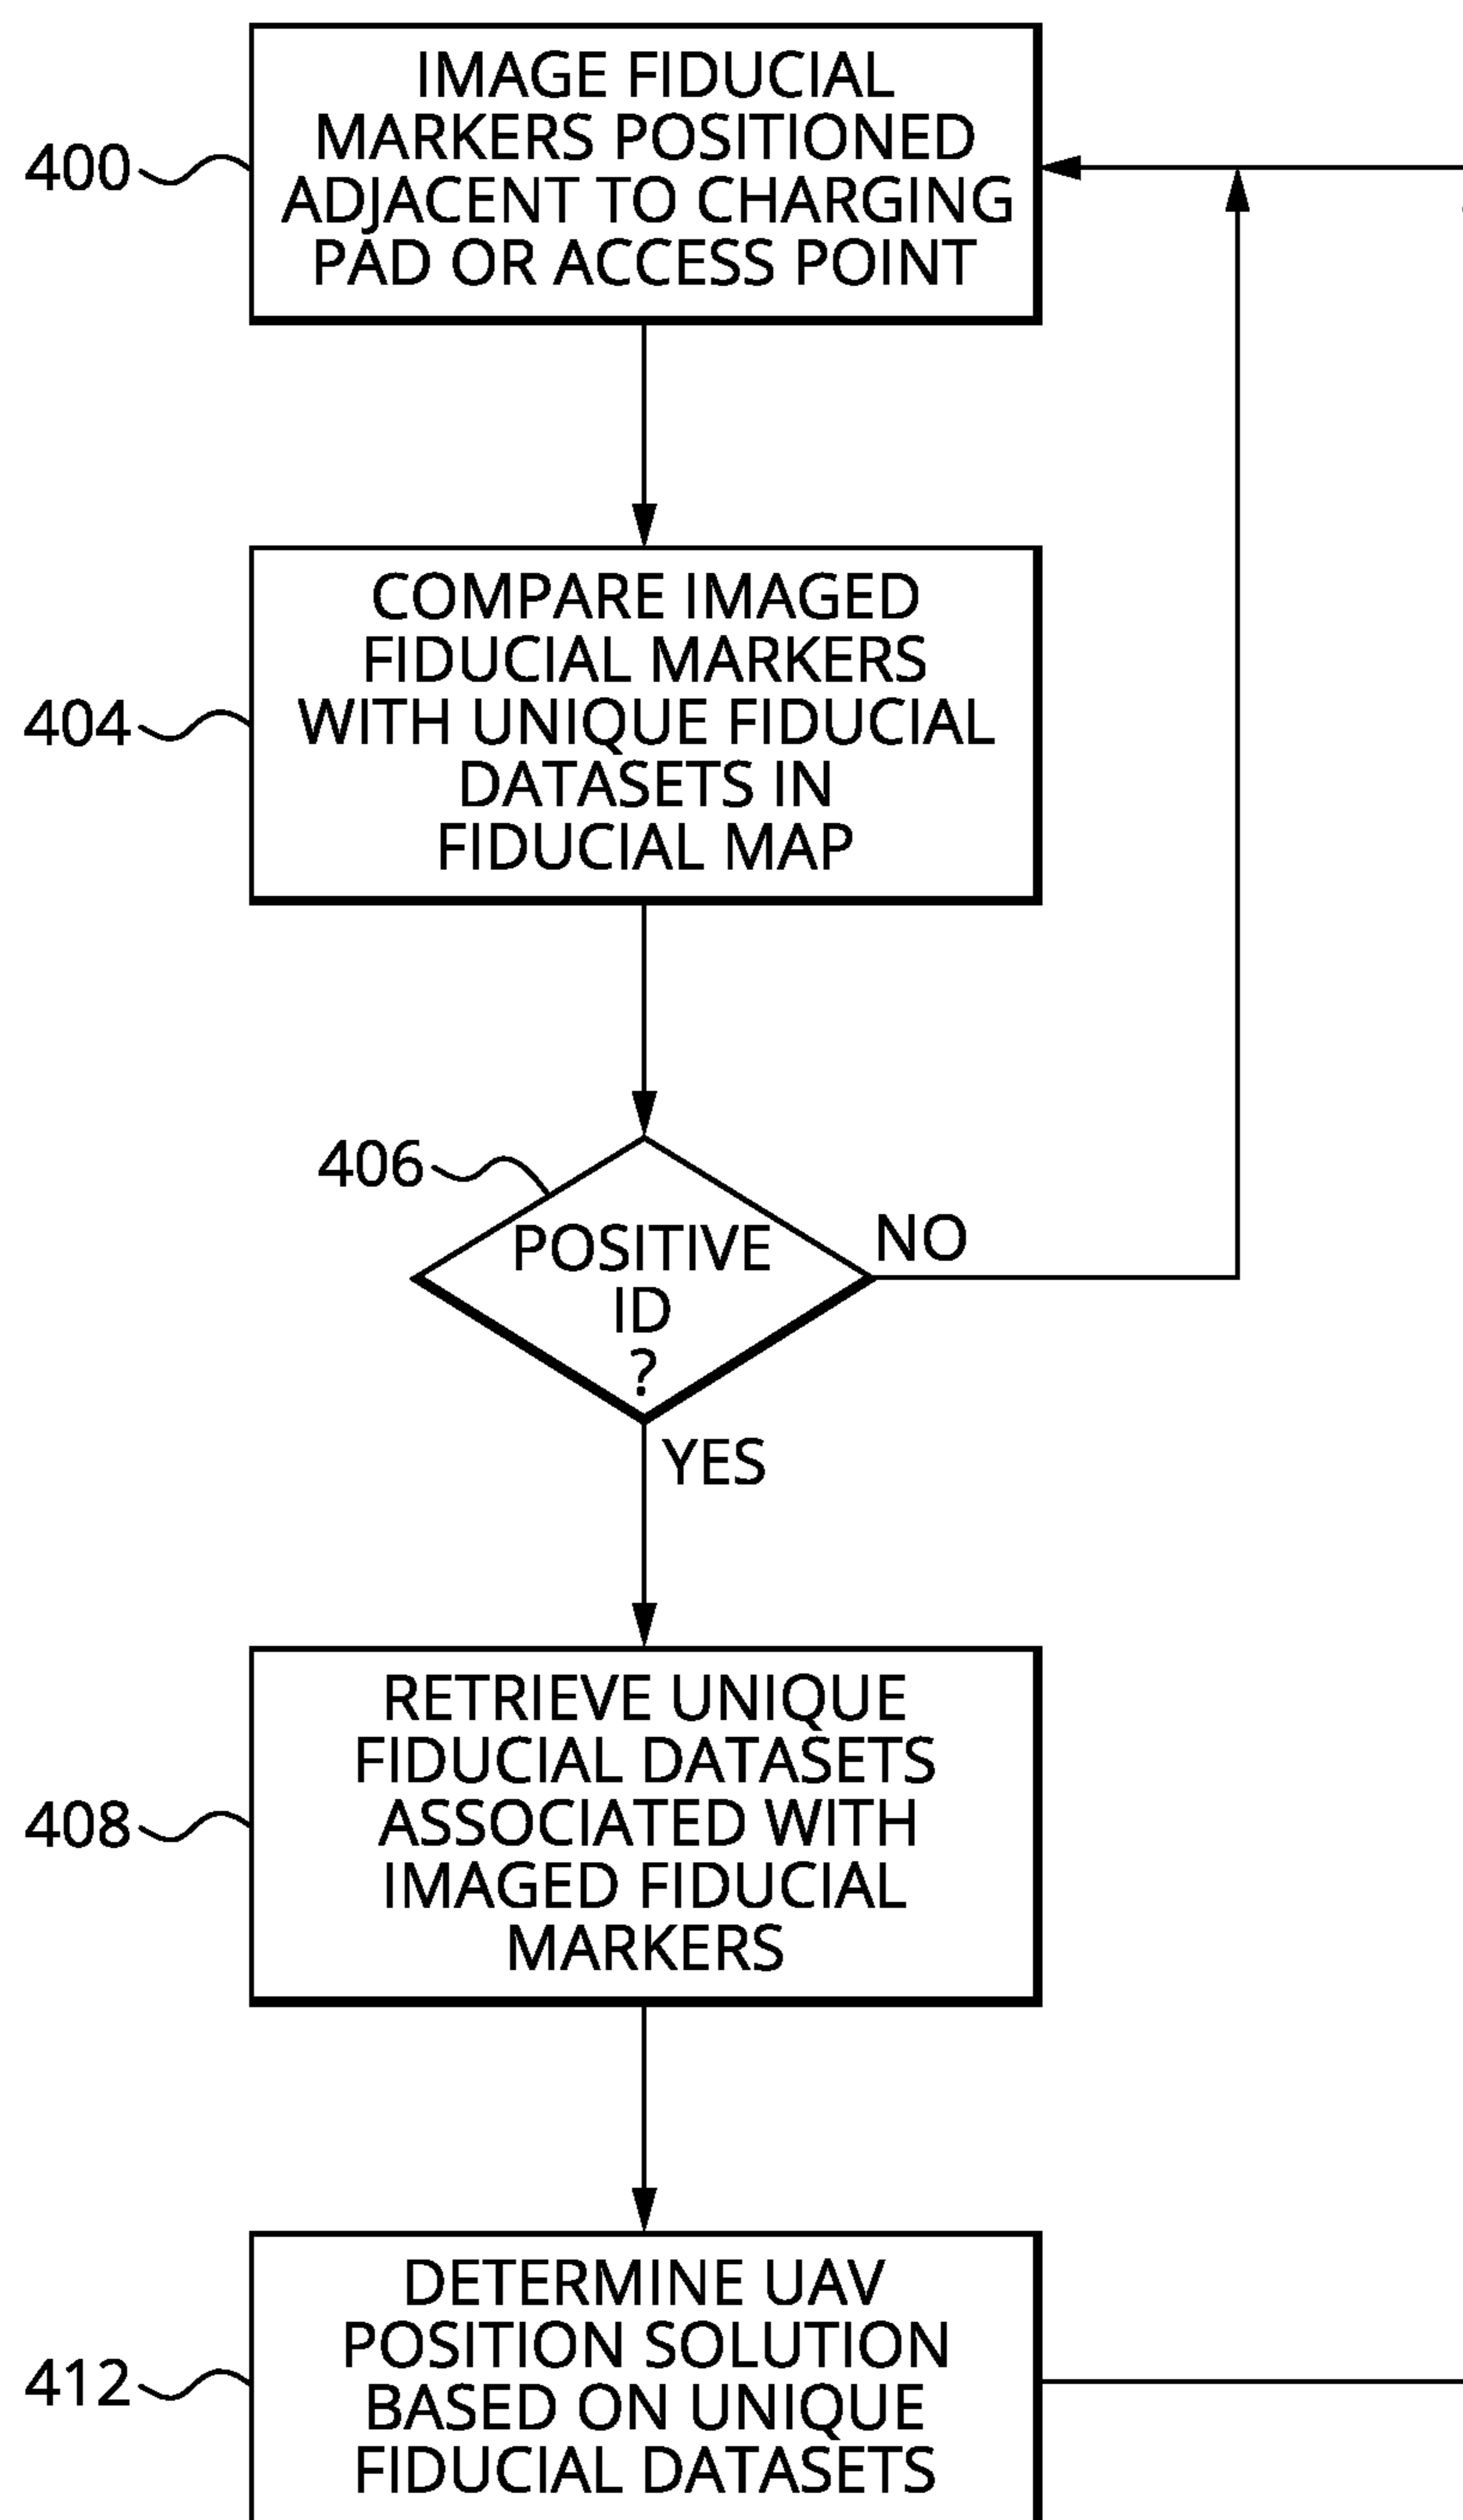 400
IMAGE FIDUCIAL
MARKERS POSITIONED
ADJACENT TO CHARGING
PAD OR ACCESS POINT
404
COMPARE IMAGED
FIDUCIAL MARKERS
WITH UNIQUE FIDUCIAL
DATASETS IN
FIDUCIAL MAP
406
POSITIVE
ID
?
NO
YES
408
RETRIEVE UNIQUE
FIDUCIAL DATASETS
ASSOCIATED WITH
IMAGED FIDUCIAL
MARKERS
412
DETERMINE UAV
POSITION SOLUTION
BASED ON UNIQUE
FIDUCIAL DATASETS